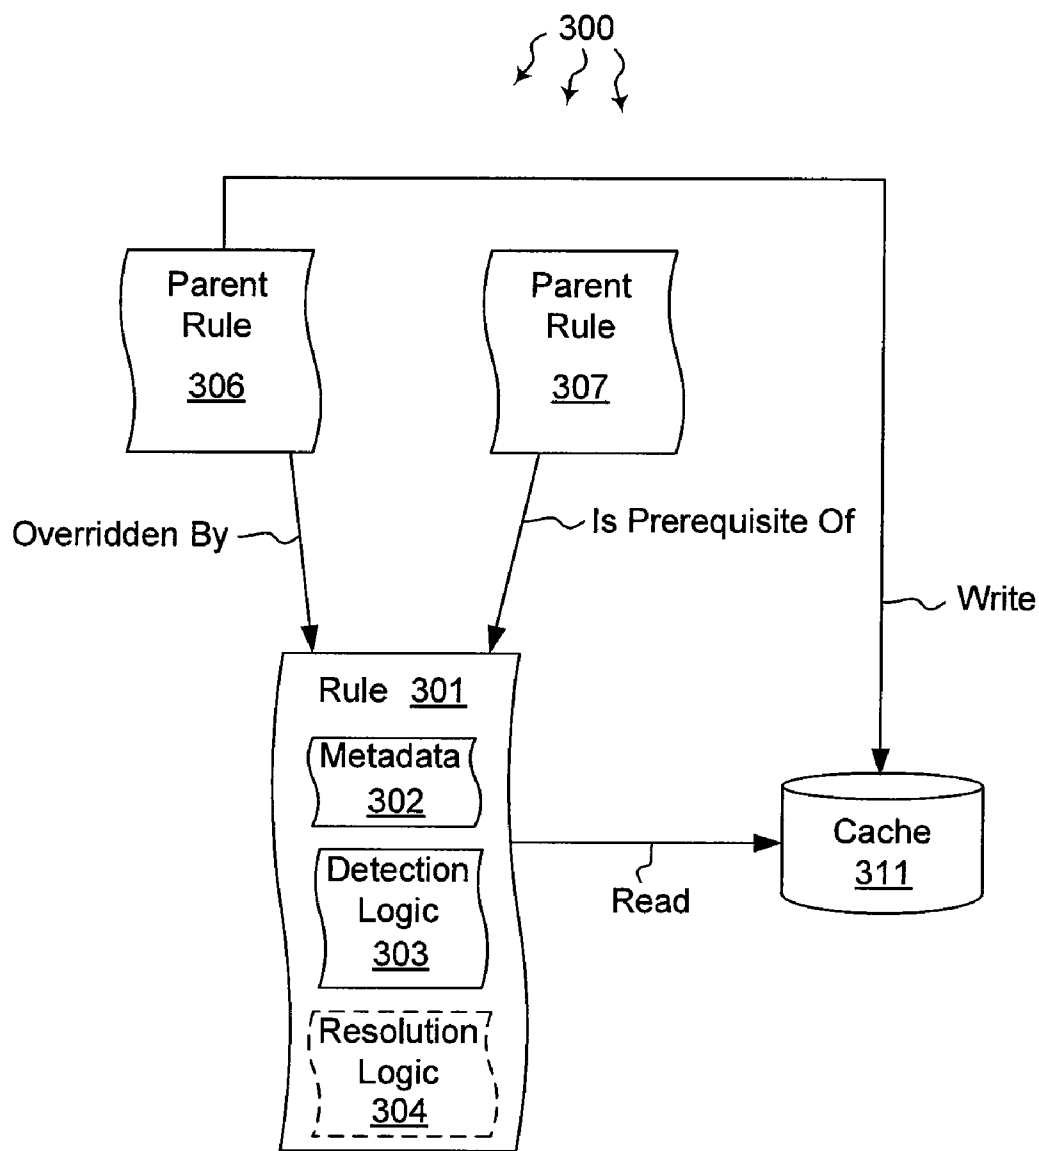 300
Parent
Rule
306
Parent
Rule
307
Overridden By
Is Prerequisite Of
Write
Rule 301
Metadata
302
Detection
Logic
303
Resolution
Logic
304
Read
Cache
311